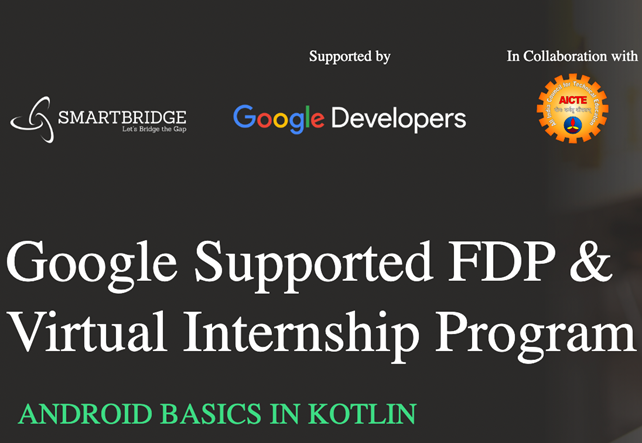 Supported by
In Collaboration with
SMARTBRIDGE
Let's Bridge the Gap
Google Developers
AICTE
Google Supported FDP &
Virtual Internship Program
ANDROID BASICS IN KOTLIN